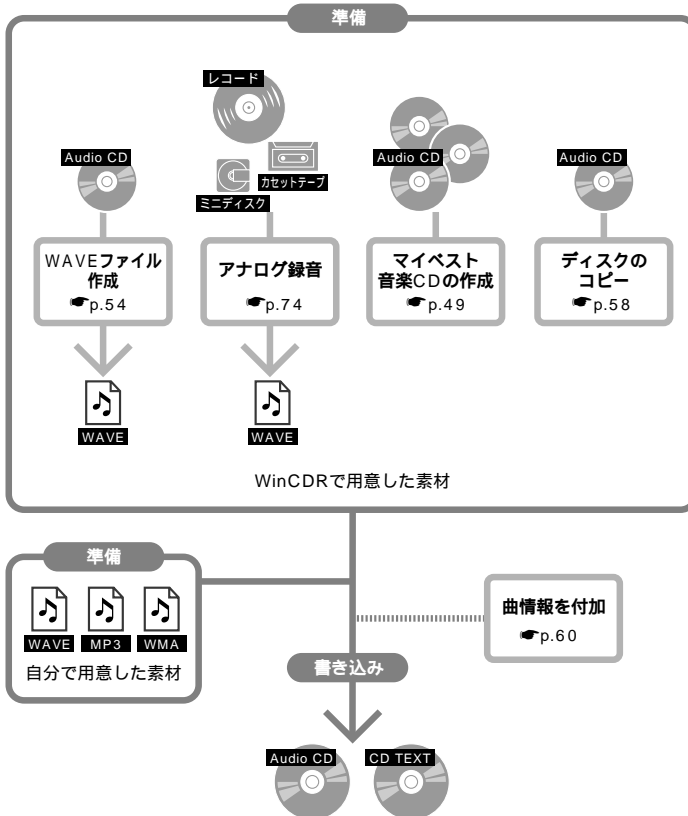 準備
レコード
Audio CD
カセットテープ
ミニディスク
Audio CD
Audio CD
WAVEファイル
作成
☛p.54
アナログ録音
☛p.74
マイベスト
音楽CDの作成
☛p.49
ディスクの
コピー
☛p.58
WAVE
WAVE
WinCDRで用意した素材
準備
WAVE MP3 WMA
自分で用意した素材
曲情報を付加
☛p.60
書き込み
Audio CD
CD TEXT